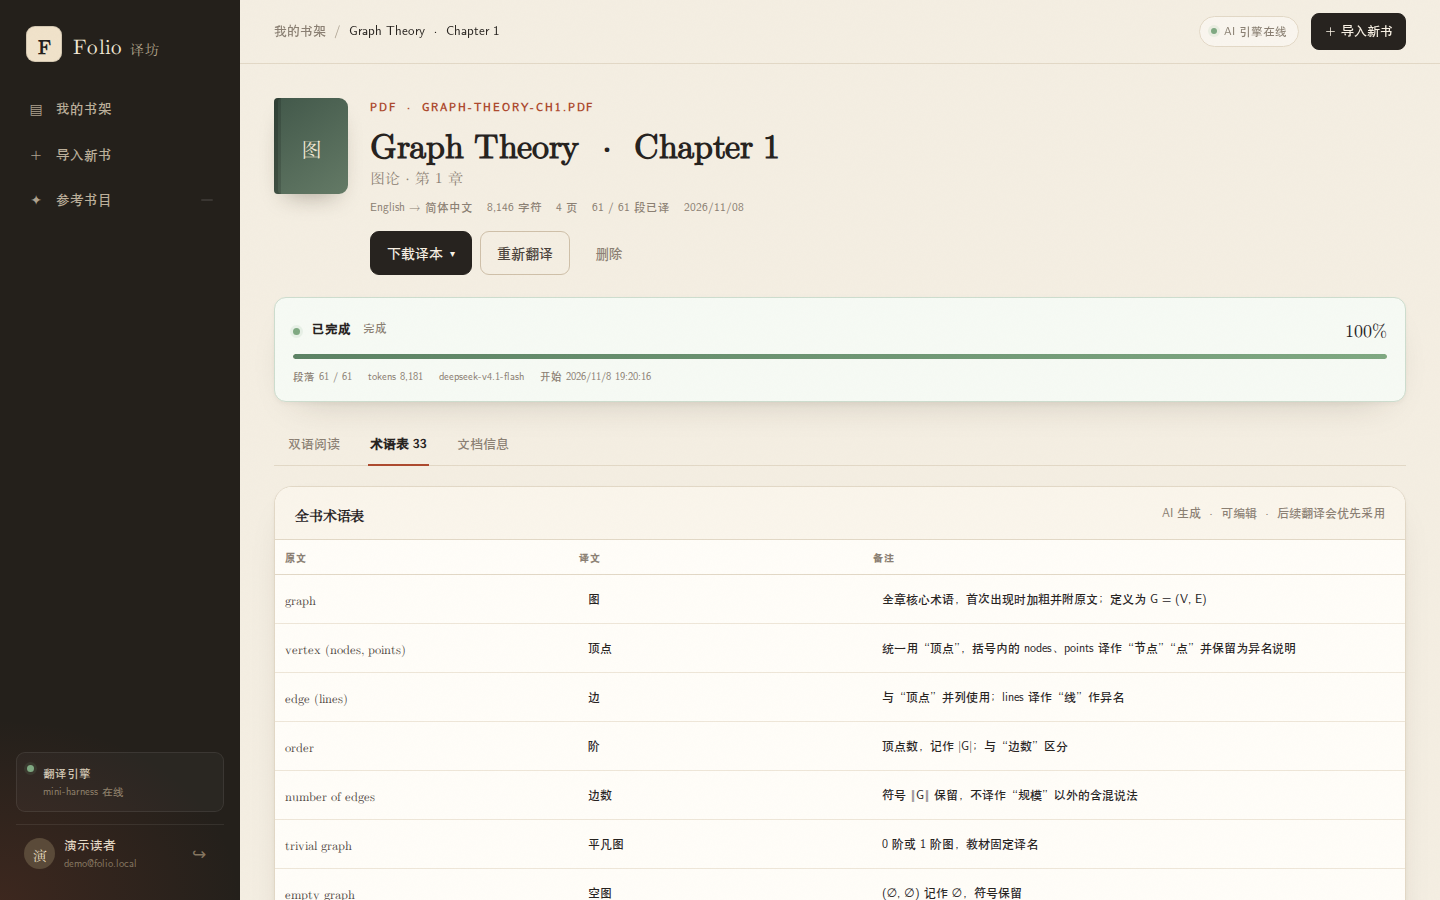 F Folio 译坊
我的书架
导入新书
参考书目
翻译引擎
mini-harness 在线
演 演示读者
demo@folio.local
我的书架 / Graph Theory · Chapter 1
AI 引擎在线
+ 导入新书
图
PDF · GRAPH-THEORY-CH1.PDF
Graph Theory · Chapter 1
图论 · 第 1 章
English → 简体中文 8,146 字符 4 页 61 / 61 段已译 2026/11/08
下载译本 ▾
重新翻译
删除
已完成 完成
100%
段落 61 / 61 tokens 8,181 deepseek-v4.1-flash 开始 2026/11/8 19:20:16
双语阅读 术语表 33 文档信息
全书术语表
AI 生成 · 可编辑 · 后续翻译会优先采用
原文 译文 备注
graph 图 全章核心术语，首次出现时加粗并附原文；定义为 G = (V, E)
vertex (nodes, points) 顶点 统一用“顶点”，括号内的 nodes、points 译作“节点”“点”并保留为异名说明
edge (lines) 边 与“顶点”并列使用；lines 译作“线”作异名
order 阶 顶点数，记作 |G|；与“边数”区分
number of edges 边数 符号 ‖G‖ 保留，不译作“规模”以外的含混说法
trivial graph 平凡图 0 阶或 1 阶图，教材固定译名
empty graph 空图 (∅, ∅) 记作 ∅，符号保留